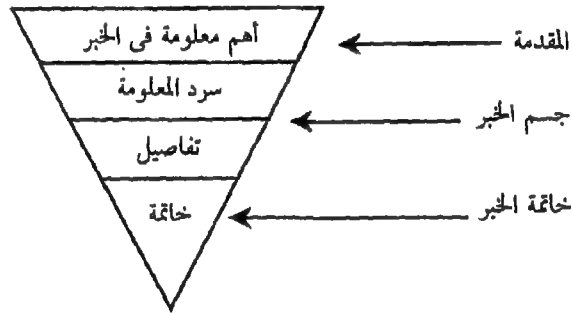 أهم معلومة فى الخبر
المقدمة
سرد المعلومة
جسم الخبر
تفاصيل
خاتمة
خاتمة الخبر